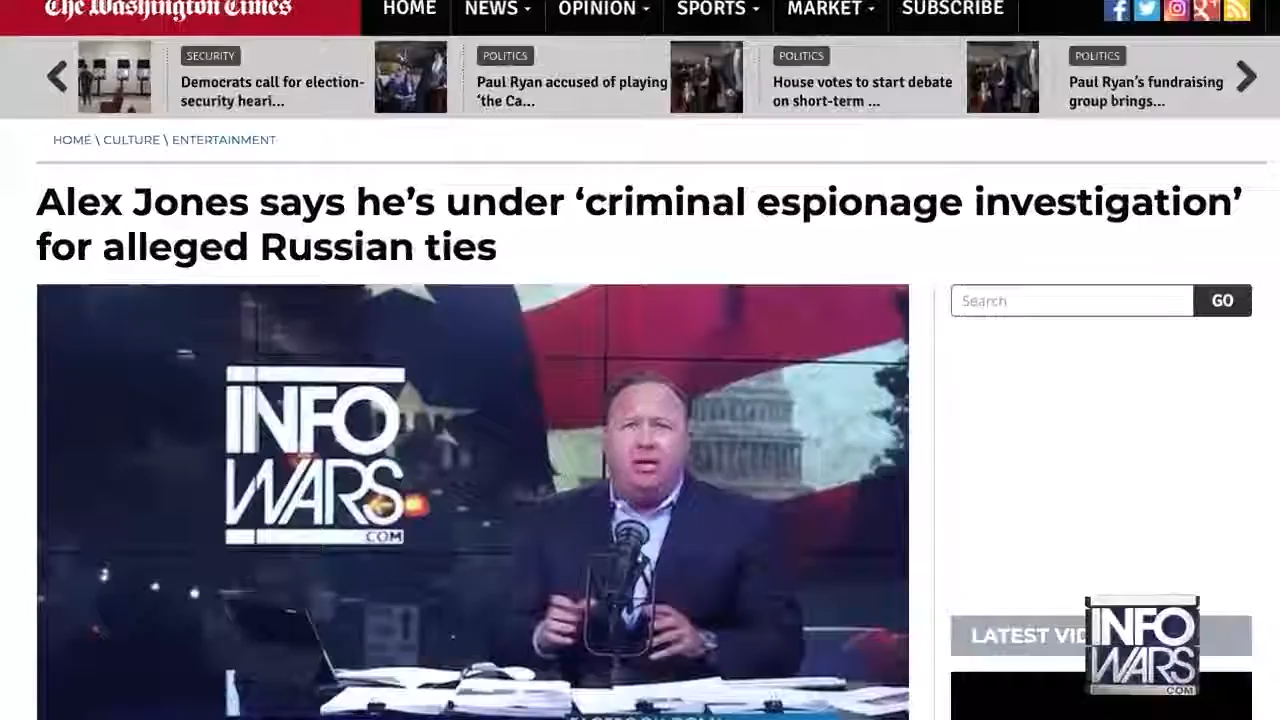 The Washington Times
HOME NEWS OPINION SPORTS MARKET SUBSCRIBE
SECURITY
Democrats call for election-
security heari...
POLITICS
Paul Ryan accused of playing
‘the Ca...
POLITICS
House votes to start debate
on short-term ...
POLITICS
Paul Ryan’s fundraising
group brings...
HOME \ CULTURE \ ENTERTAINMENT
Alex Jones says he’s under ‘criminal espionage investigation’
for alleged Russian ties
Search GO
INFO
WARS
.COM
LATEST
INFO
WARS
.COM